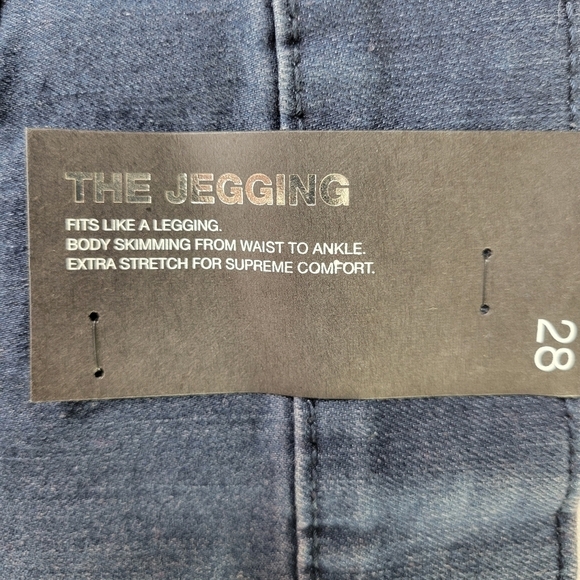 THE JEGGING
FITS LIKE A LEGGING.
BODY SKIMMING FROM WAIST TO ANKLE.
EXTRA STRETCH FOR SUPREME COMFORT.
28